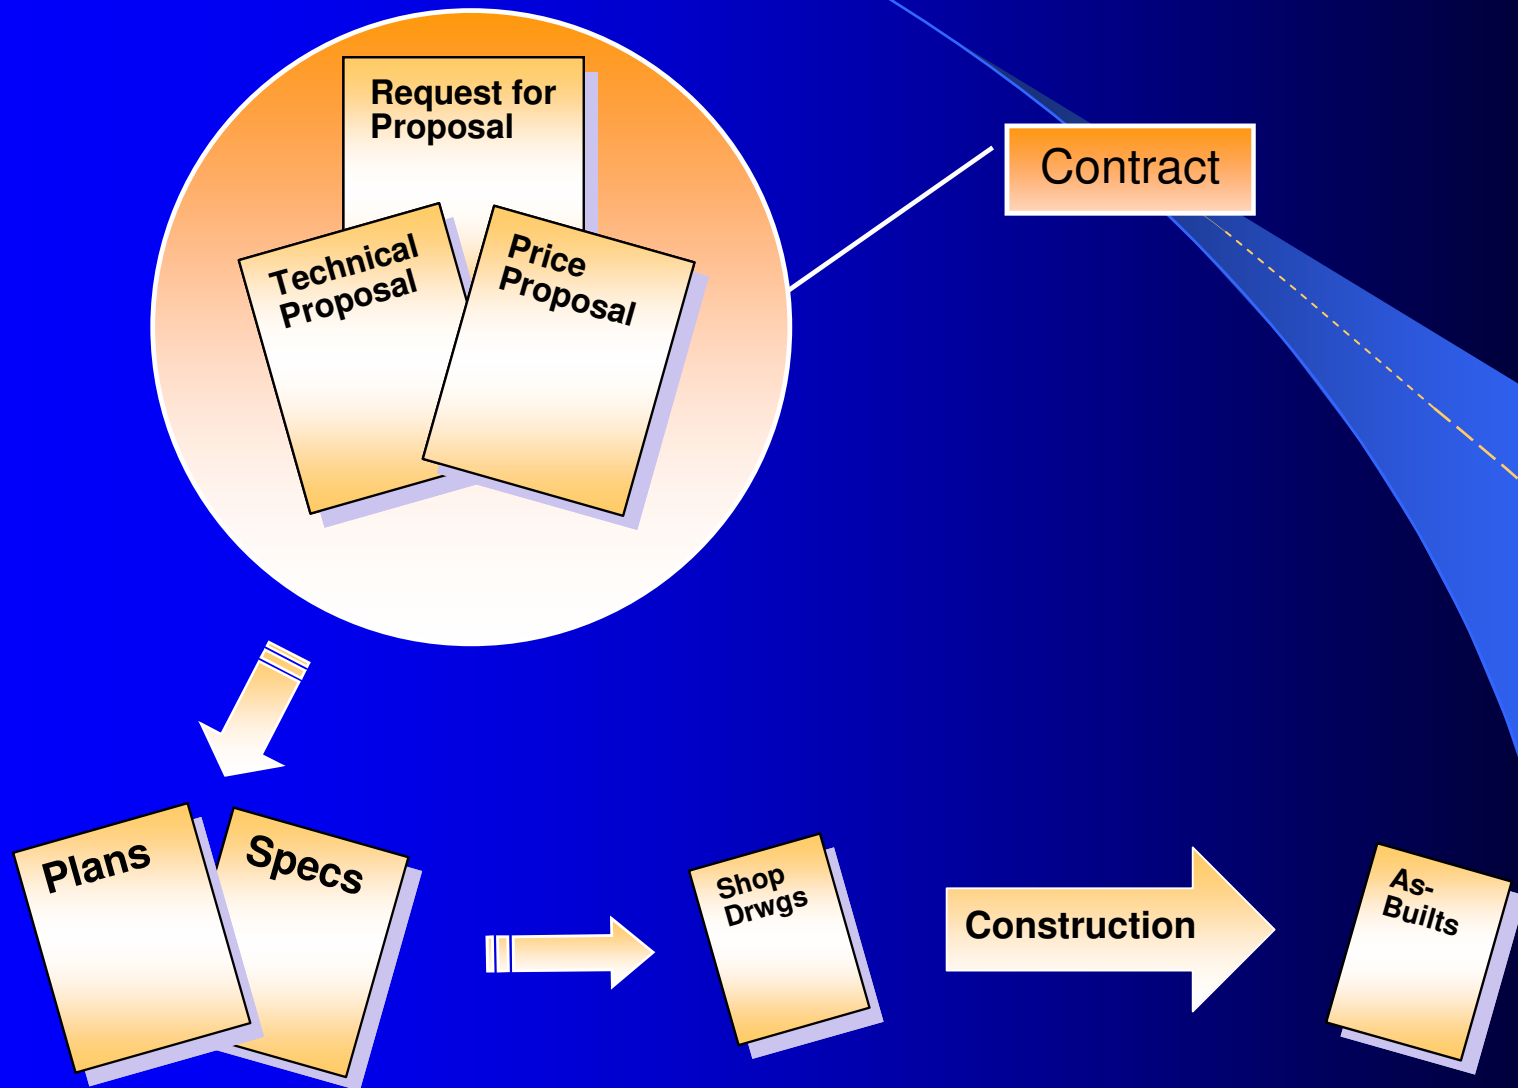 Request for
Proposal
Technical
Proposal
Price
Proposal
Contract
Plans
Specs
Shop
Drwgs
Construction
As-
Builts